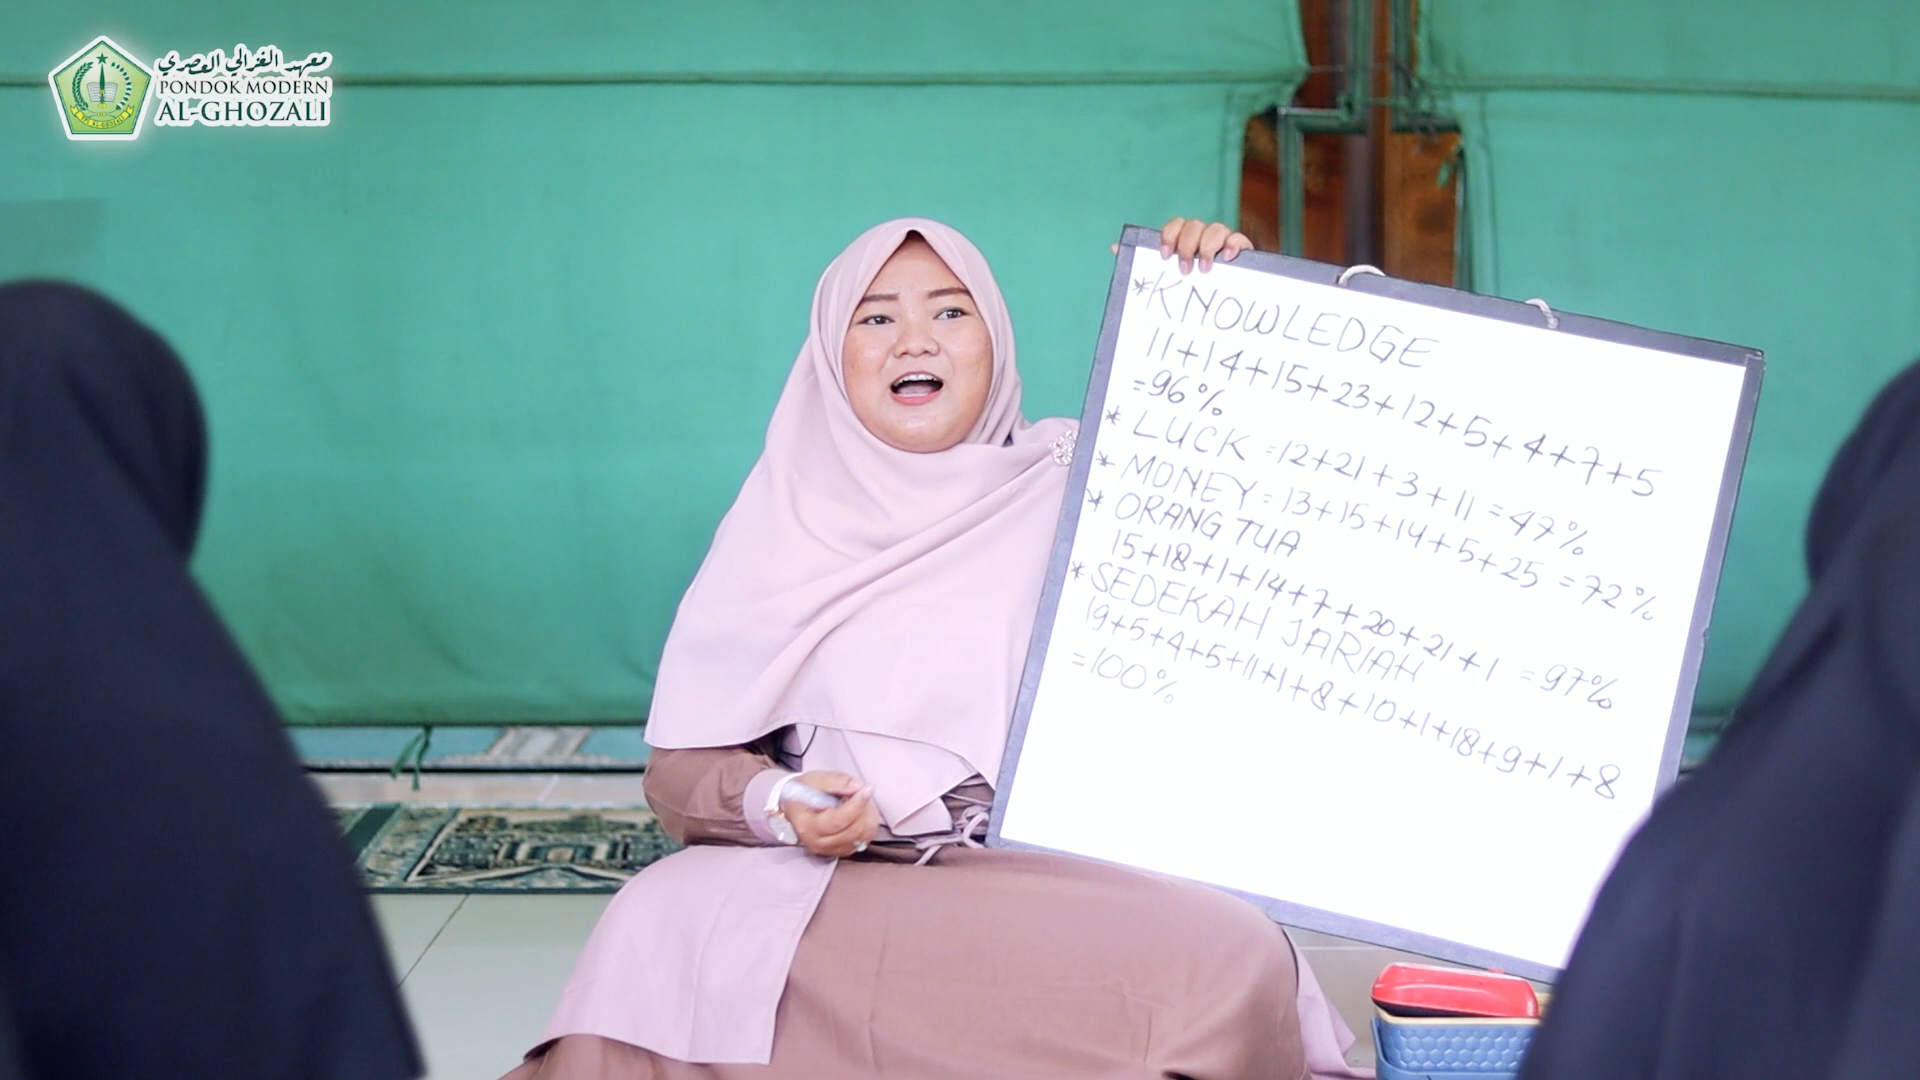 معهد الغزالي العصري
PONDOK MODERN
AL-GHOZALI
*KNOWLEDGE
11+14+15+23+12+5+4+7+5
=96%
* LUCK =12+21+3+11=47%
* MONEY=13+15+14+5+25=72%
* ORANG TUA
15+18+1+14+7+20+21+1 =97%
*SEDEKAH JARIAH
19+5+4+5+11+1+8+10+1+18+9+1+8
=100%